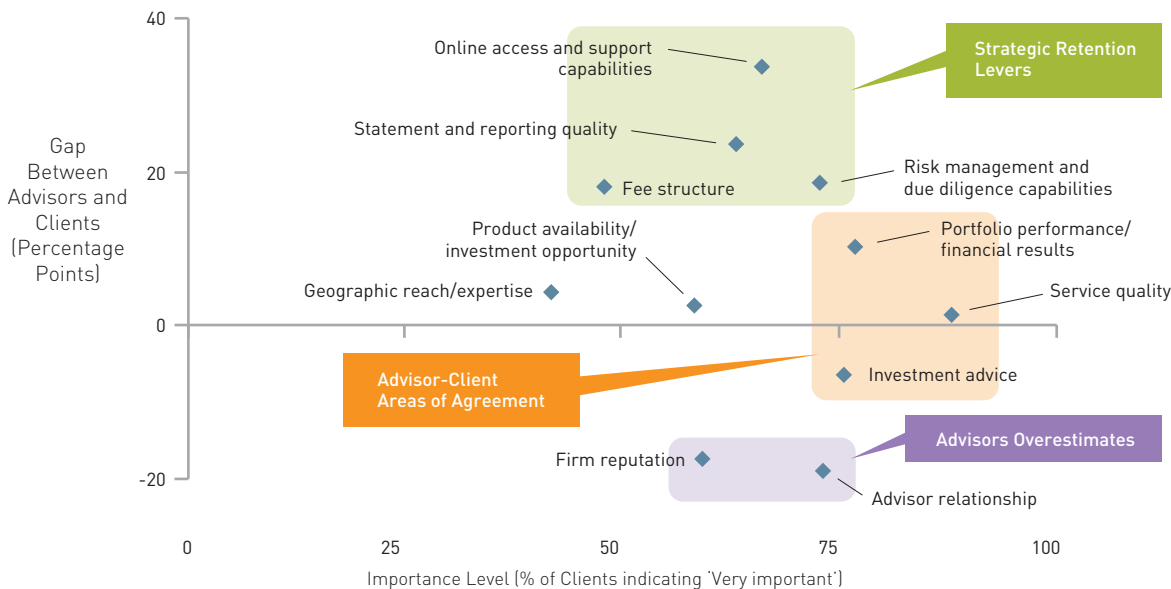 40
Online access and support
capabilities
Strategic Retention
Levers
Statement and reporting quality
Gap
Between
Advisors and
Clients
(Percentage
Points)
20
Fee structure
Risk management and
due diligence capabilities
Product availability/
investment opportunity
Portfolio performance/
financial results
Geographic reach/expertise
Service quality
0
Advisor-Client
Areas of Agreement
Investment advice
Advisors Overestimates
Firm reputation
-20
Advisor relationship
0
25
50
75
100
Importance Level (% of Clients indicating ‘Very important’)